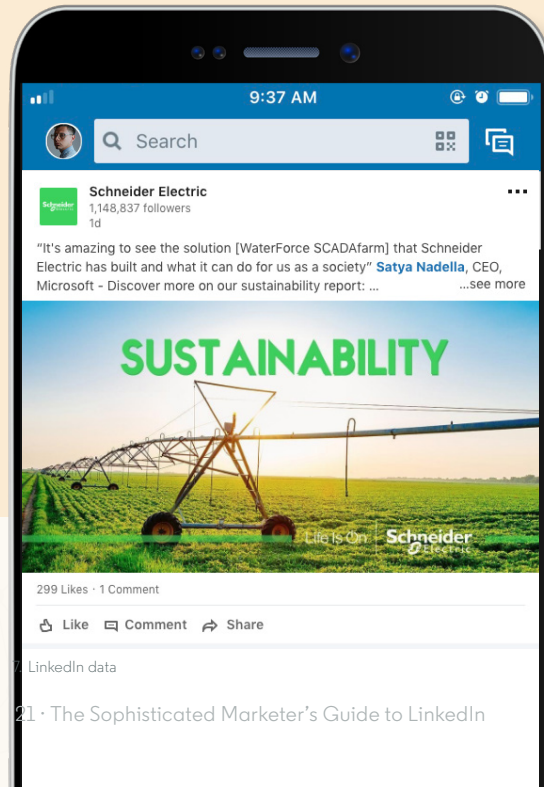 9:37 AM
Search
Schneider Electric
1,148,837 followers
1d
“It's amazing to see the solution [WaterForce SCADAfarm] that Schneider
Electric has built and what it can do for us as a society” Satya Nadella, CEO,
Microsoft - Discover more on our sustainability report: ... ...see more
SUSTAINABILITY
Life Is On | Schneider
Electric
299 Likes · 1 Comment
Like Comment Share
7. LinkedIn data
21 · The Sophisticated Marketer’s Guide to LinkedIn